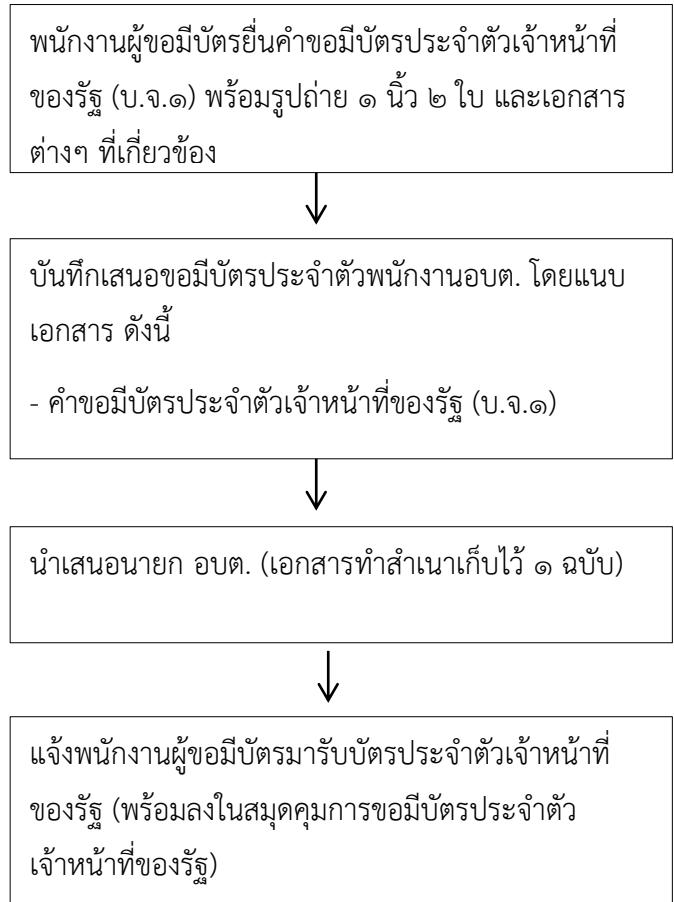 พนักงานผู้ขอมีบัตรยื่นคำขอมีบัตรประจำตัวเจ้าหน้าที่
ของรัฐ (บ.จ.๑) พร้อมรูปถ่าย ๑ นิ้ว ๒ ใบ และเอกสาร
ต่างๆ ที่เกี่ยวข้อง
บันทึกเสนอขอมีบัตรประจำตัวพนักงานอบต. โดยแนบ
เอกสาร ดังนี้
- คำขอมีบัตรประจำตัวเจ้าหน้าที่ของรัฐ (บ.จ.๑)
นำเสนอนายก อบต. (เอกสารทำสำเนาเก็บไว้ ๑ ฉบับ)
แจ้งพนักงานผู้ขอมีบัตรมารับบัตรประจำตัวเจ้าหน้าที่
ของรัฐ (พร้อมลงในสมุดคุมการขอมีบัตรประจำตัว
เจ้าหน้าที่ของรัฐ)